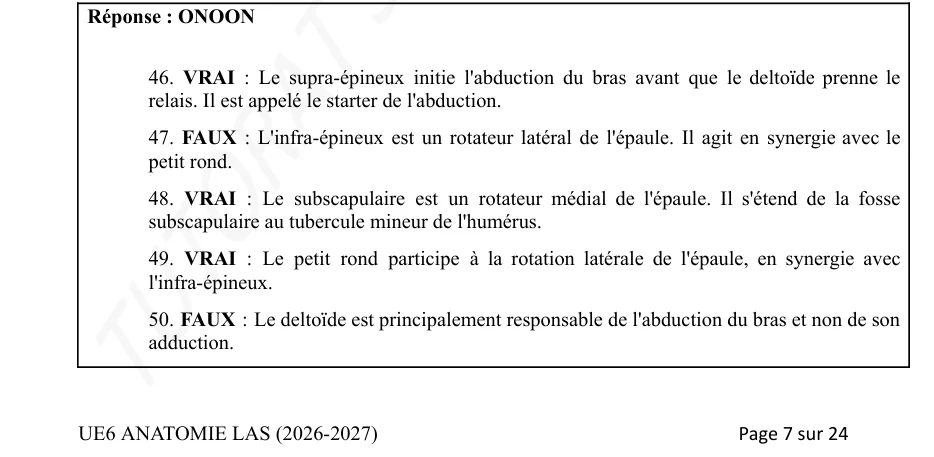 Réponse : ONOON
46. VRAI : Le supra-épineux initie l'abduction du bras avant que le deltoïde prenne le
relais. Il est appelé le starter de l'abduction.
47. FAUX : L'infra-épineux est un rotateur latéral de l'épaule. Il agit en synergie avec le
petit rond.
48. VRAI : Le subscapulaire est un rotateur médial de l'épaule. Il s'étend de la fosse
subscapulaire au tubercule mineur de l'humérus.
49. VRAI : Le petit rond participe à la rotation latérale de l'épaule, en synergie avec
l'infra-épineux.
50. FAUX : Le deltoïde est principalement responsable de l'abduction du bras et non de son
adduction.
UE6 ANATOMIE LAS (2026-2027)
Page 7 sur 24
TUTORAT S